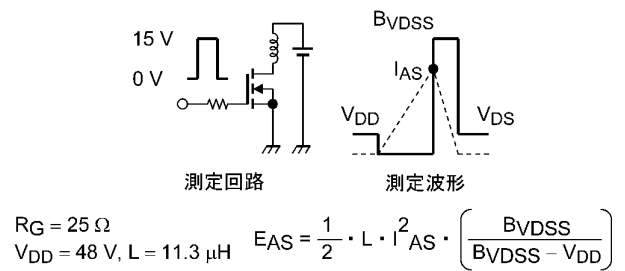 15 V
0 V
測定回路
BVDSS
IAS
VDD
VDS
測定波形
RG = 25 Ω
VDD = 48 V, L = 11.3 μH
EAS = 1/2 · L · I²AS · (BVDSS / (BVDSS − VDD))